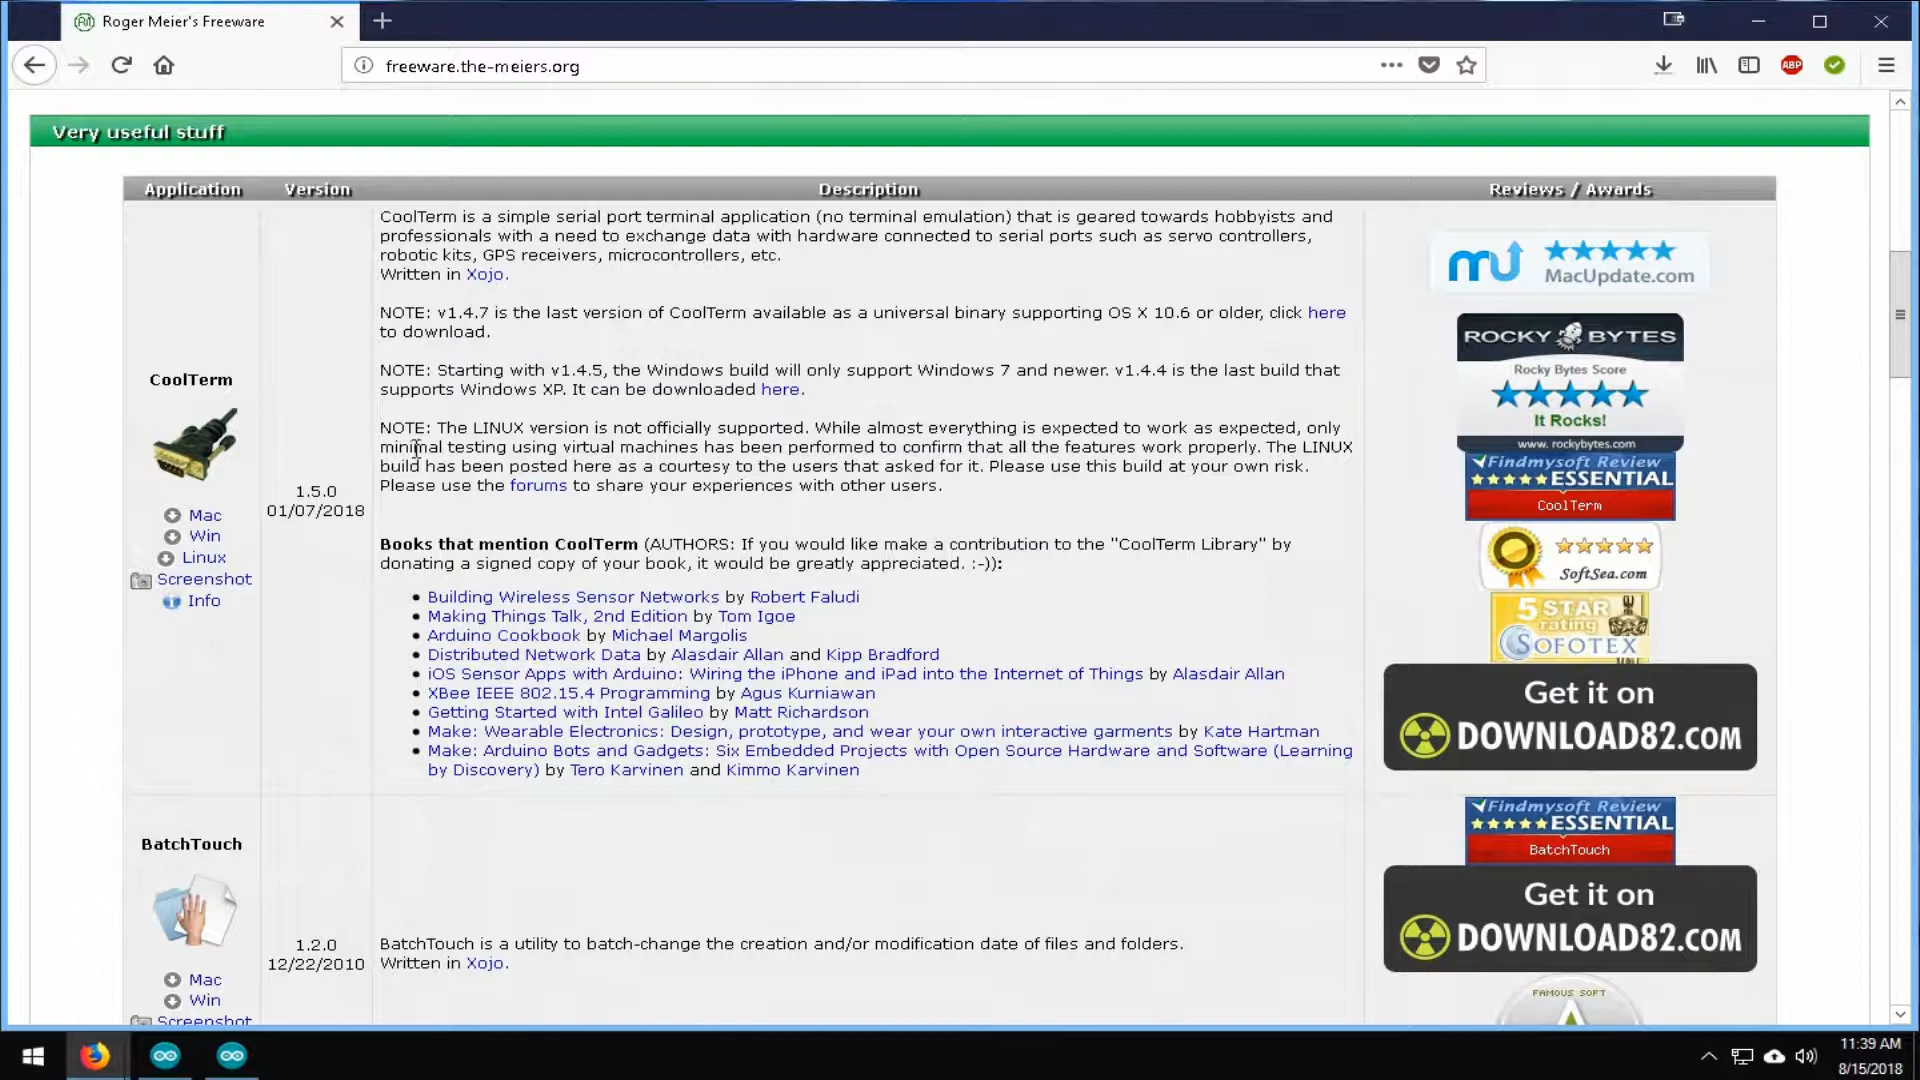 Roger Meier's Freeware
freeware.the-meiers.org
ABP
Very useful stuff
Application Version Description Reviews / Awards
CoolTerm is a simple serial port terminal application (no terminal emulation) that is geared towards hobbyists and
professionals with a need to exchange data with hardware connected to serial ports such as servo controllers,
robotic kits, GPS receivers, microcontrollers, etc.
Written in Xojo.
NOTE: v1.4.7 is the last version of CoolTerm available as a universal binary supporting OS X 10.6 or older, click here
to download.
NOTE: Starting with v1.4.5, the Windows build will only support Windows 7 and newer. v1.4.4 is the last build that
supports Windows XP. It can be downloaded here.
NOTE: The LINUX version is not officially supported. While almost everything is expected to work as expected, only
minimal testing using virtual machines has been performed to confirm that all the features work properly. The LINUX
build has been posted here as a courtesy to the users that asked for it. Please use this build at your own risk.
Please use the forums to share your experiences with other users.
Books that mention CoolTerm (AUTHORS: If you would like make a contribution to the "CoolTerm Library" by
donating a signed copy of your book, it would be greatly appreciated. :-)):
• Building Wireless Sensor Networks by Robert Faludi
• Making Things Talk, 2nd Edition by Tom Igoe
• Arduino Cookbook by Michael Margolis
• Distributed Network Data by Alasdair Allan and Kipp Bradford
• iOS Sensor Apps with Arduino: Wiring the iPhone and iPad into the Internet of Things by Alasdair Allan
• XBee IEEE 802.15.4 Programming by Agus Kurniawan
• Getting Started with Intel Galileo by Matt Richardson
• Make: Wearable Electronics: Design, prototype, and wear your own interactive garments by Kate Hartman
• Make: Arduino Bots and Gadgets: Six Embedded Projects with Open Source Hardware and Software (Learning
by Discovery) by Tero Karvinen and Kimmo Karvinen
CoolTerm
Mac
Win
Linux
Screenshot
Info
1.5.0
01/07/2018
mu
MacUpdate.com
ROCKY BYTES
Rocky Bytes Score
It Rocks!
www.rockybytes.com
Findmysoft Review
ESSENTIAL
CoolTerm
SoftSea.com
5 STAR
rating
SOFOTEX
Get it on
DOWNLOAD82.COM
BatchTouch
Mac
Win
Screenshot
1.2.0
12/22/2010
BatchTouch is a utility to batch-change the creation and/or modification date of files and folders.
Written in Xojo.
Findmysoft Review
ESSENTIAL
BatchTouch
Get it on
DOWNLOAD82.COM
FAMOUS SOFT
11:39 AM
8/15/2018